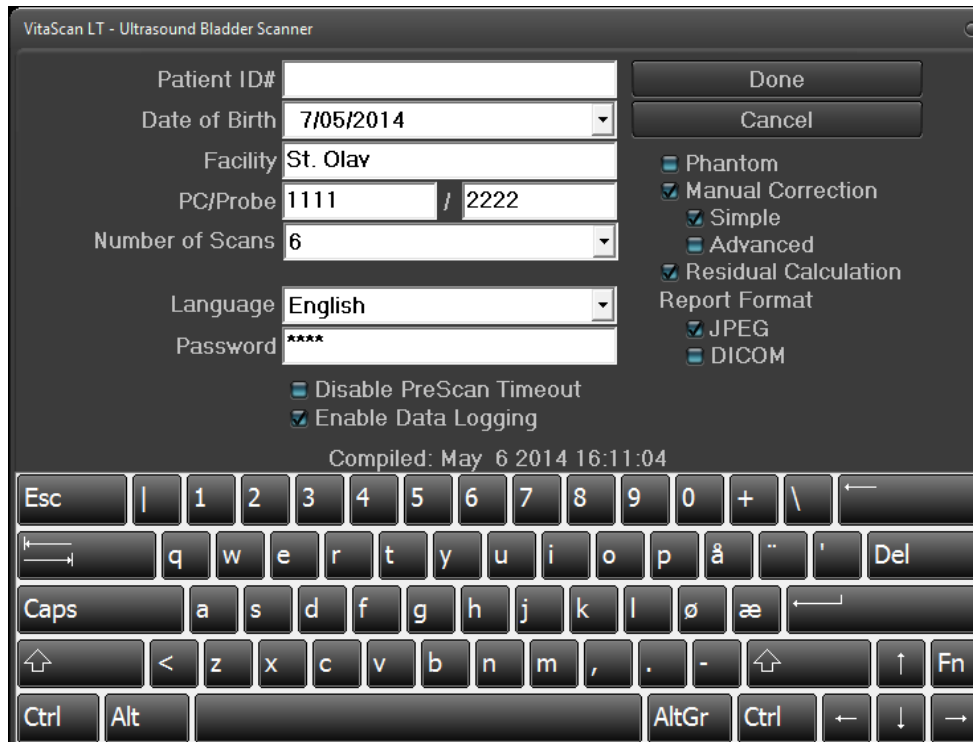 VitaScan LT - Ultrasound Bladder Scanner
Patient ID#
Done
Date of Birth 7/05/2014
Cancel
Facility St. Olav
Phantom
PC/Probe 1111 / 2222
Manual Correction
Simple
Number of Scans 6
Advanced
Residual Calculation
Language English
Report Format
JPEG
Password ****
DICOM
Disable PreScan Timeout
Enable Data Logging
Compiled: May 6 2014 16:11:04
Esc | 1 2 3 4 5 6 7 8 9 0 + \ ←
q w e r t y u i o p å ¨ ' Del
Caps a s d f g h j k l ø æ
< z x c v b n m , . - ↑ Fn
Ctrl Alt AltGr Ctrl ← ↓ →